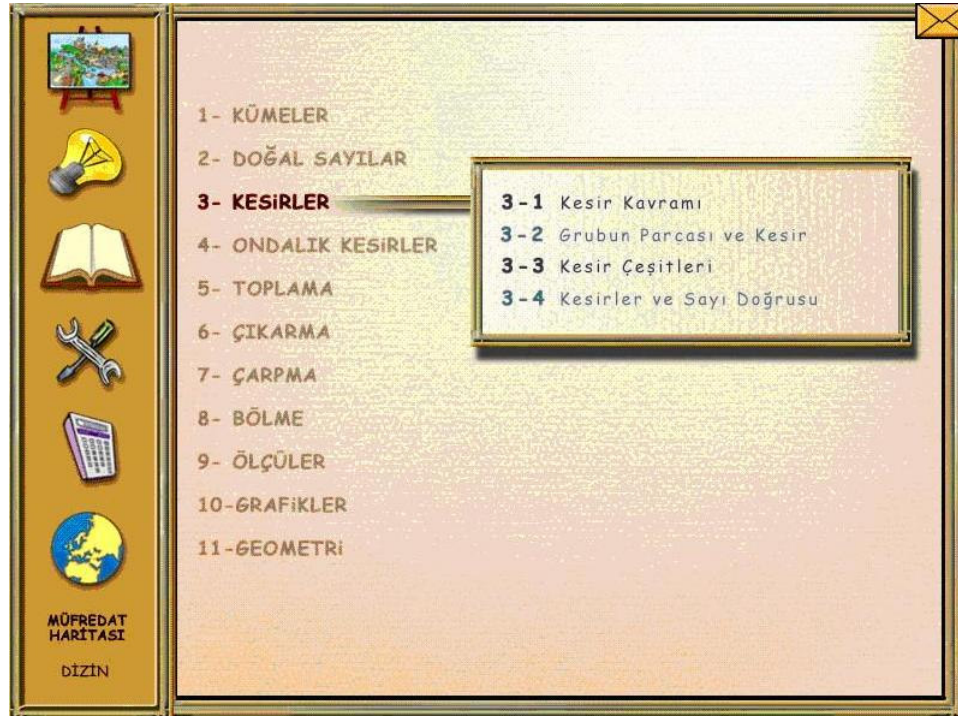 1- KÜMELER
2- DOĞAL SAYILAR
3- KESiRLER
4- ONDALIK KESiRLER
5- TOPLAMA
6- ÇIKARMA
7- ÇARPMA
8- BÖLME
9- ÖLÇÜLER
10-GRAFiKLER
11-GEOMETRi
3-1 Kesir Kavramı
3-2 Grubun Parcası ve Kesir
3-3 Kesir Çeşitleri
3-4 Kesirler ve Sayı Doğrusu
MÜFREDAT
HARİTASI
DİZİN